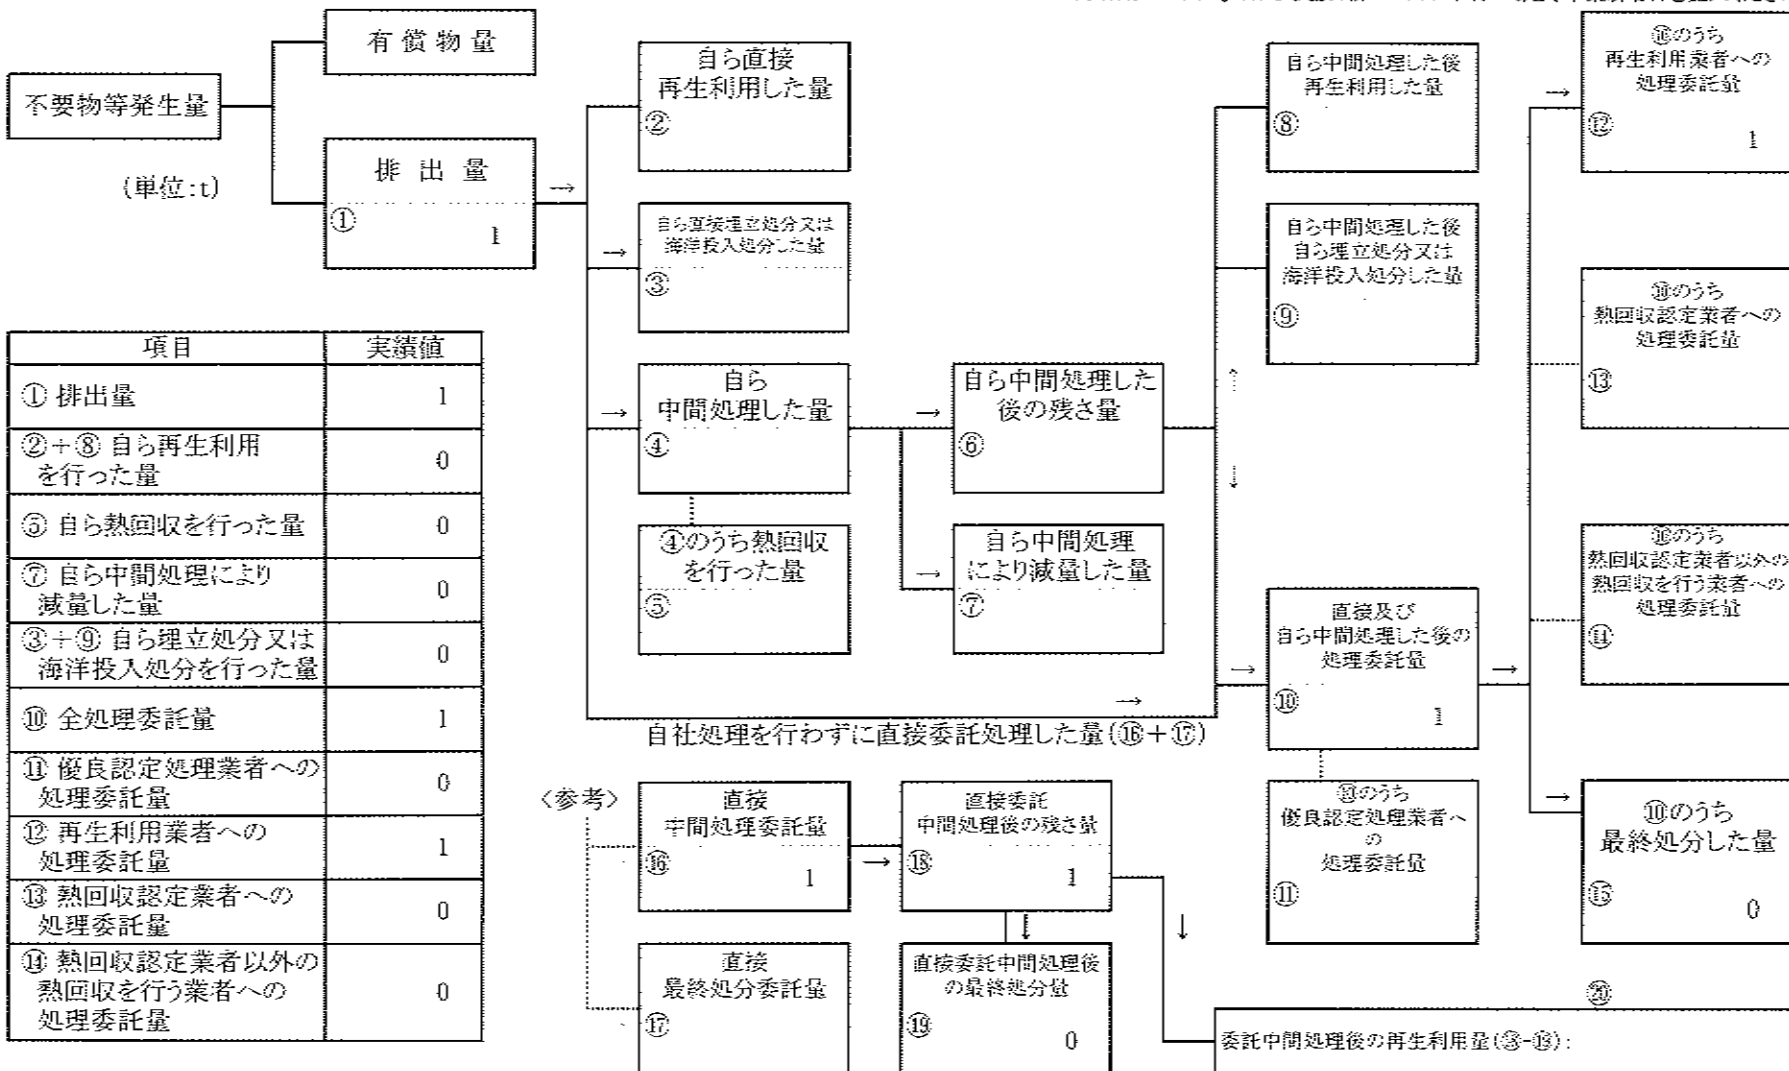 有償物量
不要物等発生量
(単位:t)
排出量
→
①
1
自ら直接
再生利用した量
②
→
自ら直接埋立処分又は
海洋投入処分した量
③
→
自ら
中間処理した量
④
→
自ら中間処理した
後の残さ量
⑥
④のうち熱回収
を行った量
⑤
→
自ら中間処理
により減量した量
⑦
自ら中間処理した後
再生利用した量
⑧
自ら中間処理した後
自ら埋立処分又は
海洋投入処分した量
⑨
↑
↓
→
自社処理を行わずに直接委託処理した量(⑯+⑰)
→
直接及び
自ら中間処理した後の
処理委託量
⑩
1
→
⑩のうち
優良認定処理業者へ
の
処理委託量
⑪
→
⑩のうち
再生利用業者への
処理委託量
⑫
1
⑩のうち
熱回収認定業者への
処理委託量
⑬
⑩のうち
熱回収認定業者以外の
熱回収を行う業者への
処理委託量
⑭
→
⑩のうち
最終処分した量
⑮
0
項目 実績値
① 排出量 1
②+⑧ 自ら再生利用
を行った量 0
⑤ 自ら熱回収を行った量 0
⑦ 自ら中間処理により
減量した量 0
③+⑨ 自ら埋立処分又は
海洋投入処分を行った量 0
⑩ 全処理委託量 1
⑪ 優良認定処理業者への
処理委託量 0
⑫ 再生利用業者への
処理委託量 1
⑬ 熱回収認定業者への
処理委託量 0
⑭ 熱回収認定業者以外の
熱回収を行う業者への
処理委託量 0
〈参考〉
直接
中間処理委託量
⑯
1
→
直接委託
中間処理後の残さ量
⑱
1
↓
↓
直接
最終処分委託量
⑰
直接委託中間処理後
の最終処分量
⑲
0
⑳
委託中間処理後の再生利用量(⑱-⑲):